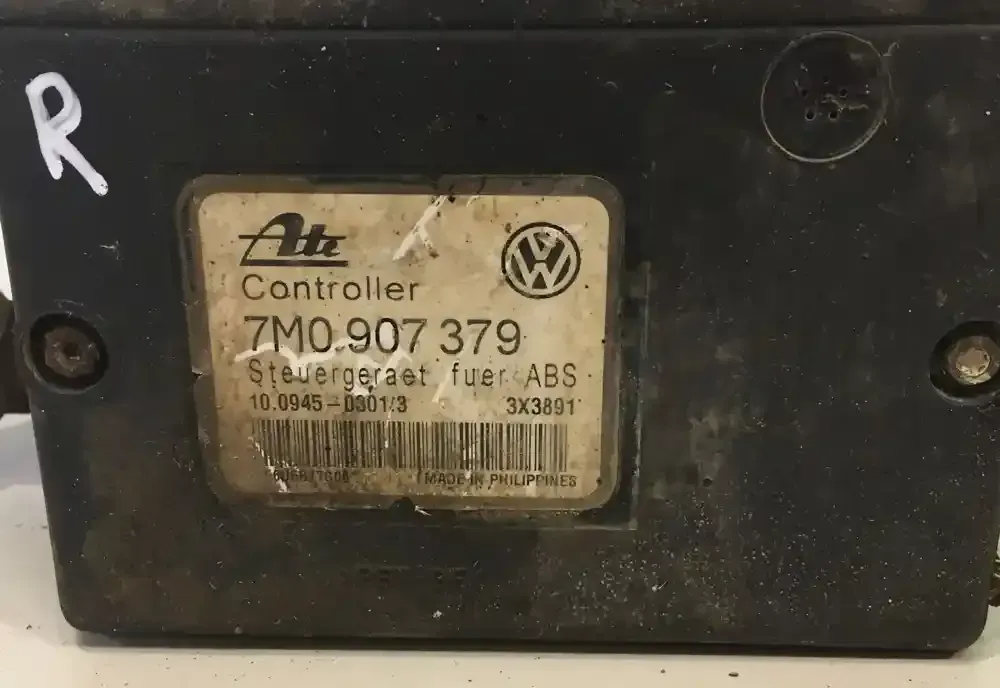 R
Ate
Controller
7M0 907 379
Steuergeraet fuer ABS
10.0945-0301/3 3X3891
MADE IN PHILIPPINES